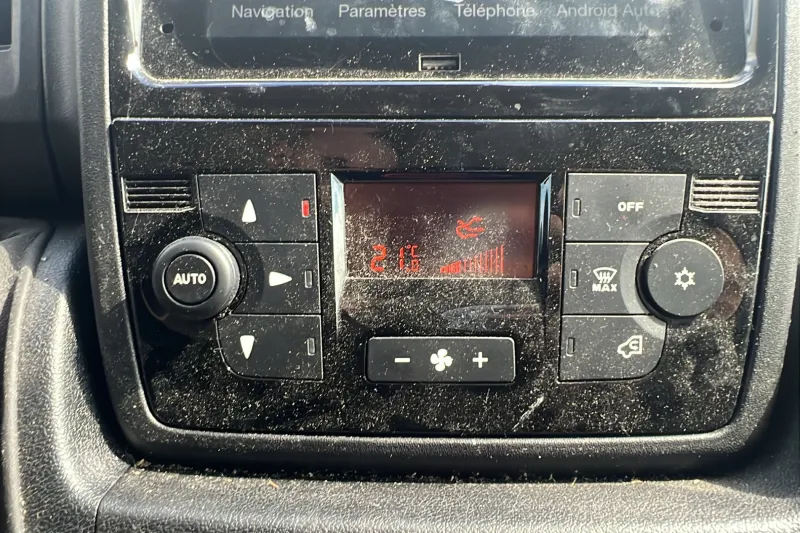 Navigation Paramètres Téléphone Android Auto
OFF
AUTO
21.5°C
MAX
− +